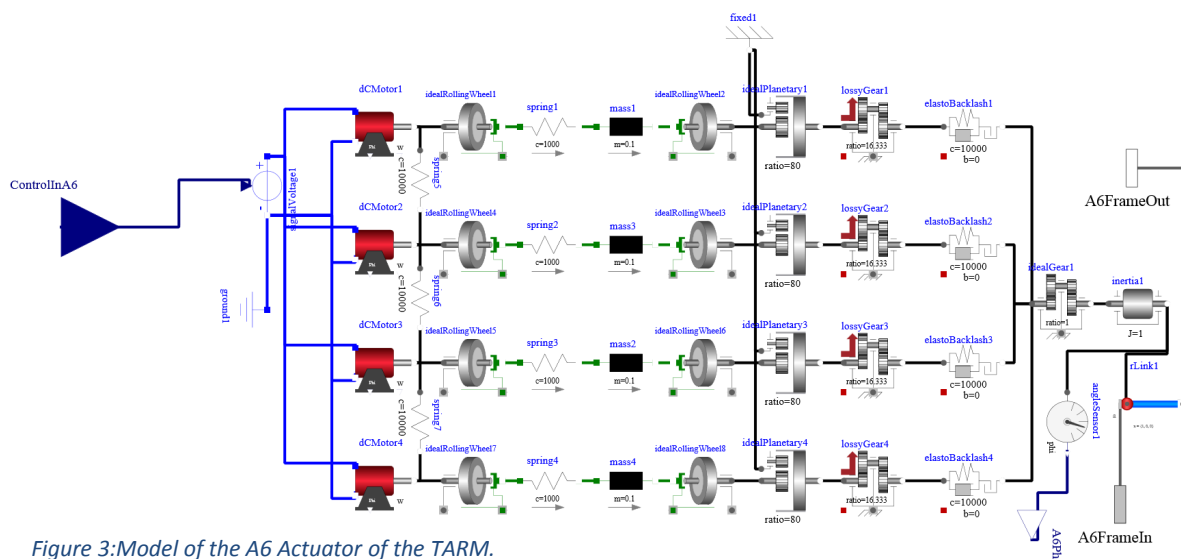 fixed1
dCMotor1
idealRollingWheel1
spring1
mass1
idealRollingWheel2
idealPlanetary1
lossyGear1
elastoBacklash1
c=1000
m=0.1
ratio=80
ratio=16.333
c=10000
b=0
w
c=10000
spring5
ControlInA6
+
-
signalVoltage1
A6FrameOut
dCMotor2
idealRollingWheel4
spring2
mass3
idealRollingWheel3
idealPlanetary2
lossyGear2
elastoBacklash2
c=1000
m=0.1
ratio=80
ratio=16.333
c=10000
b=0
w
c=10000
spring6
ground1
idealGear1
ratio=1
inertia1
J=1
dCMotor3
idealRollingWheel5
spring3
mass2
idealRollingWheel6
idealPlanetary3
lossyGear3
elastoBacklash3
c=1000
m=0.1
ratio=80
ratio=16.333
c=10000
b=0
w
c=10000
spring7
rLink1
angleSensor1
phi
dCMotor4
idealRollingWheel7
spring4
mass4
idealRollingWheel8
idealPlanetary4
lossyGear4
elastoBacklash4
c=1000
m=0.1
ratio=80
ratio=16.333
c=10000
b=0
w
A6Ph
A6FrameIn
Figure 3:Model of the A6 Actuator of the TARM.